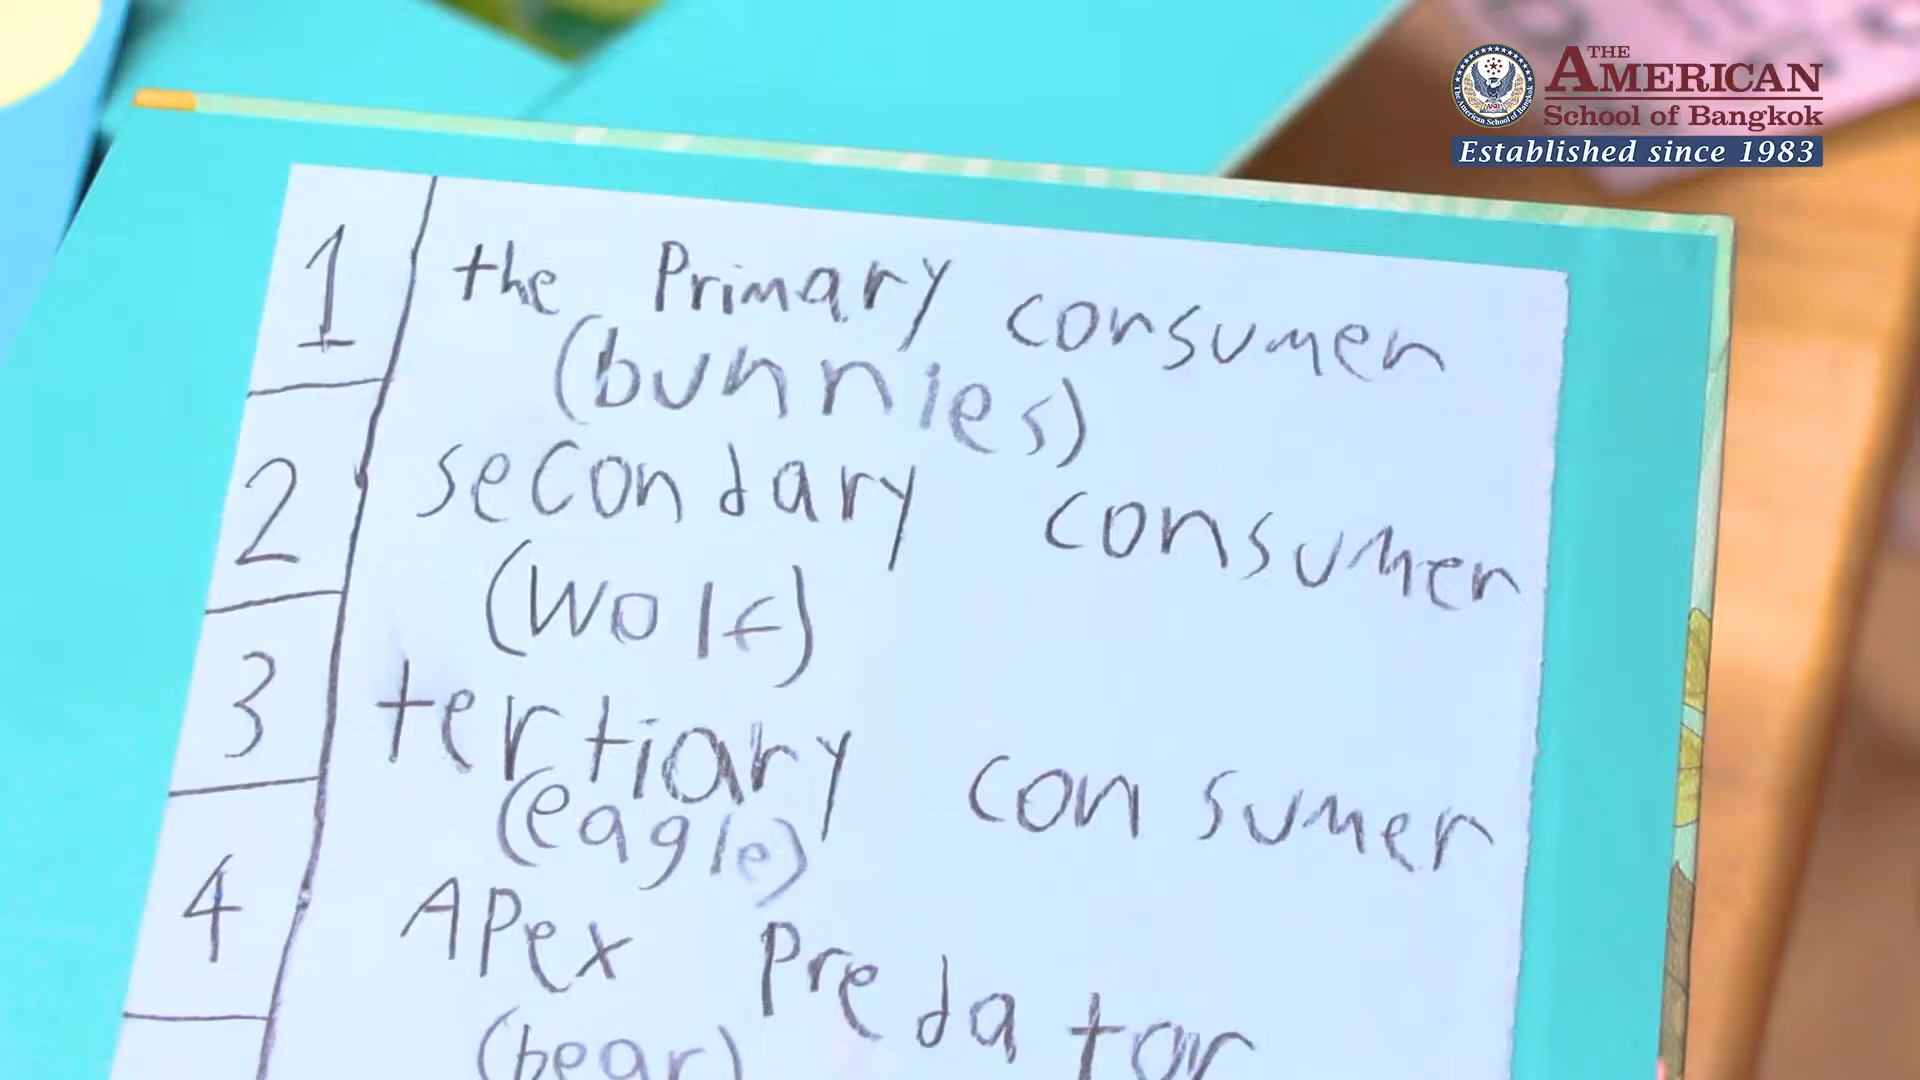 THE
AMERICAN
School of Bangkok
Established since 1983
1 the Primary consumer
(bunnies)
2 secondary consumer
(wolf)
3 tertiary consumer
(eagle)
4 Apex Predator
(bear)